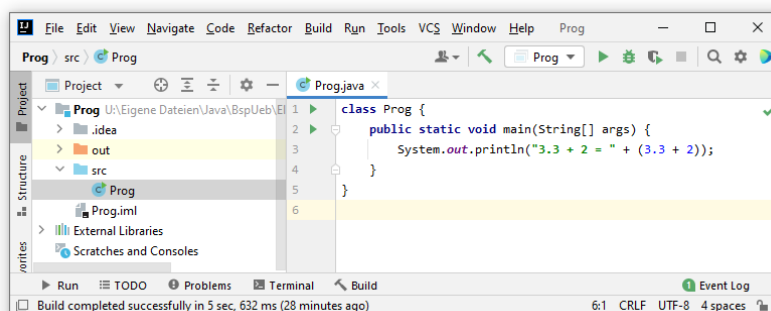 File Edit View Navigate Code Refactor Build Run Tools VCS Window Help Prog
Prog src Prog Prog
Project Prog.java
Project
Structure
Prog U:\Eigene Dateien\Java\BspUeb\
.idea
out
src
Prog
Prog.iml
External Libraries
Scratches and Consoles
1 class Prog {
2 public static void main(String[] args) {
3 System.out.println("3.3 + 2 = " + (3.3 + 2));
4 }
5 }
6
Run TODO Problems Terminal Build 1 Event Log
Build completed successfully in 5 sec, 632 ms (28 minutes ago) 6:1 CRLF UTF-8 4 spaces